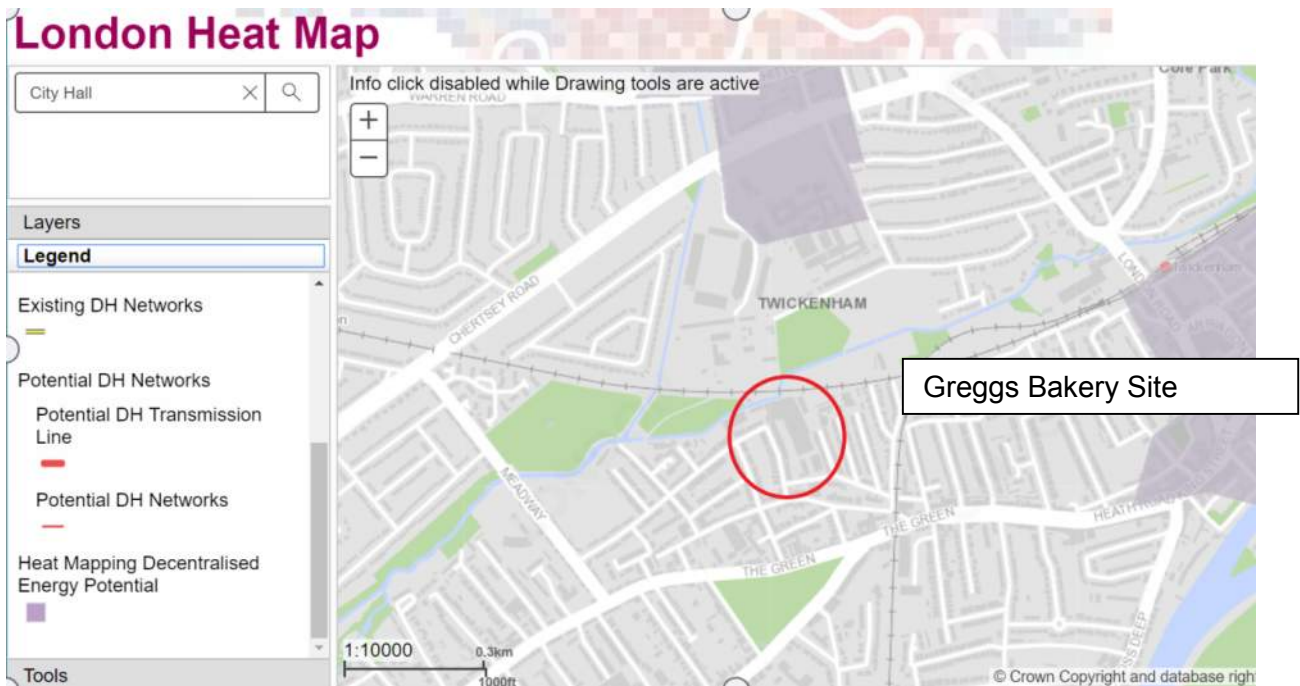 London Heat Map
City Hall
Layers
Legend
Existing DH Networks
Potential DH Networks
Potential DH Transmission
Line
Potential DH Networks
Heat Mapping Decentralised
Energy Potential
Tools
Info click disabled while Drawing tools are active
WARREN ROAD
+
−
CHERTSEY ROAD
TWICKENHAM
Twickenham
Greggs Bakery Site
MEADWAY
THE GREEN
THE GREEN
HEATH ROAD
1:10000
0.3km
1000ft
© Crown Copyright and database righ